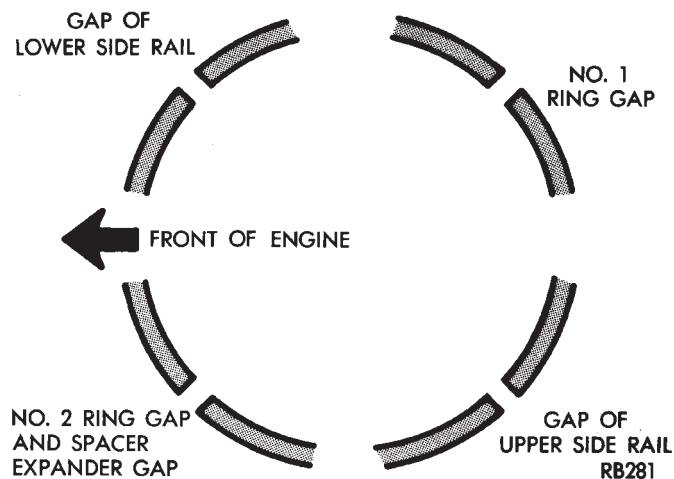 GAP OF
LOWER SIDE RAIL
NO. 1
RING GAP
FRONT OF ENGINE
NO. 2 RING GAP
AND SPACER
EXPANDER GAP
GAP OF
UPPER SIDE RAIL
RB281